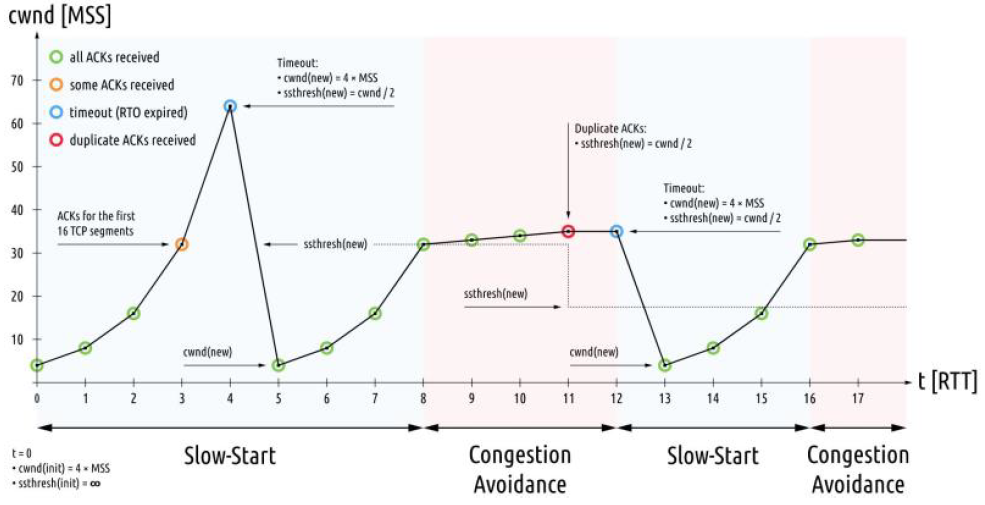 cwnd [MSS]
all ACKs received
some ACKs received
timeout (RTO expired)
duplicate ACKs received
Timeout:
• cwnd(new) = 4 × MSS
• ssthresh(new) = cwnd / 2
Duplicate ACKs:
• ssthresh(new) = cwnd / 2
Timeout:
• cwnd(new) = 4 × MSS
• ssthresh(new) = cwnd / 2
ACKs for the first
16 TCP segments
ssthresh(new)
ssthresh(new)
cwnd(new)
cwnd(new)
70
60
50
40
30
20
10
0 1 2 3 4 5 6 7 8 9 10 11 12 13 14 15 16 17
t [RTT]
t = 0
• cwnd(init) = 4 × MSS
• ssthresh(init) = ∞
Slow-Start
Congestion
Avoidance
Slow-Start
Congestion
Avoidance